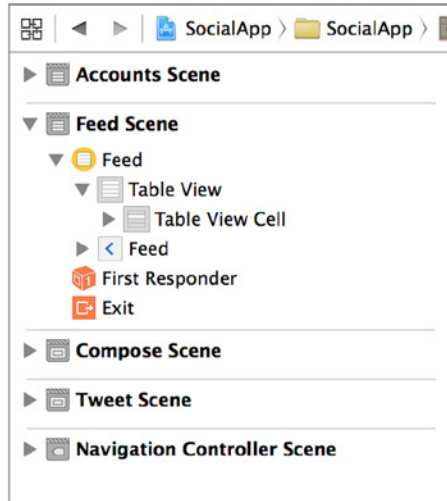 SocialApp SocialApp
Accounts Scene
Feed Scene
Feed
Table View
Table View Cell
Feed
First Responder
Exit
Compose Scene
Tweet Scene
Navigation Controller Scene